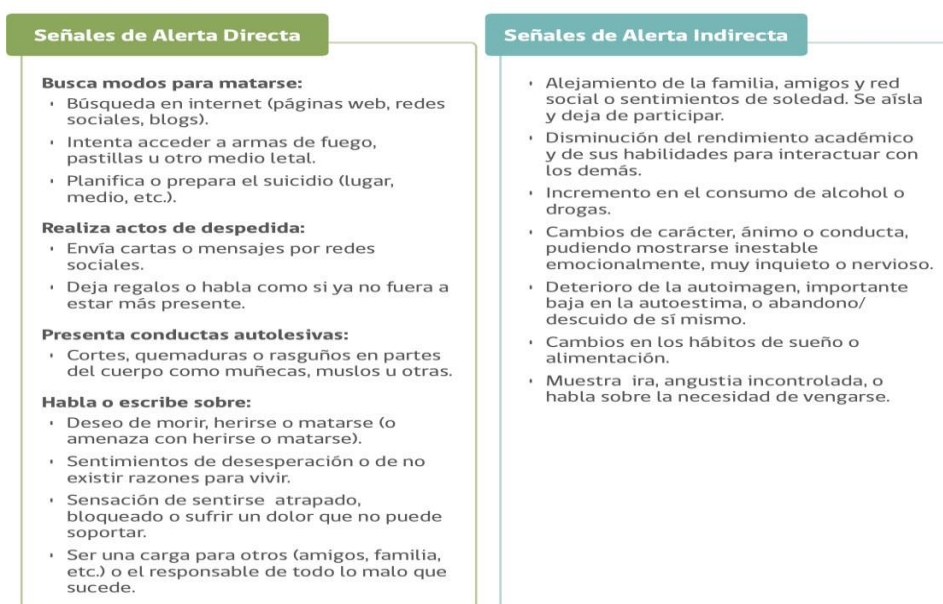 Señales de Alerta Directa
Busca modos para matarse:
· Búsqueda en internet (páginas web, redes
sociales, blogs).
· Intenta acceder a armas de fuego,
pastillas u otro medio letal.
· Planifica o prepara el suicidio (lugar,
medio, etc.).
Realiza actos de despedida:
· Envía cartas o mensajes por redes
sociales.
· Deja regalos o habla como si ya no fuera a
estar más presente.
Presenta conductas autolesivas:
· Cortes, quemaduras o rasguños en partes
del cuerpo como muñecas, muslos u otras.
Habla o escribe sobre:
· Deseo de morir, herirse o matarse (o
amenaza con herirse o matarse).
· Sentimientos de desesperación o de no
existir razones para vivir.
· Sensación de sentirse atrapado,
bloqueado o sufrir un dolor que no puede
soportar.
· Ser una carga para otros (amigos, familia,
etc.) o el responsable de todo lo malo que
sucede.
Señales de Alerta Indirecta
· Alejamiento de la familia, amigos y red
social o sentimientos de soledad. Se aísla
y deja de participar.
· Disminución del rendimiento académico
y de sus habilidades para interactuar con
los demás.
· Incremento en el consumo de alcohol o
drogas.
· Cambios de carácter, ánimo o conducta,
pudiendo mostrarse inestable
emocionalmente, muy inquieto o nervioso.
· Deterioro de la autoimagen, importante
baja en la autoestima, o abandono/
descuido de sí mismo.
· Cambios en los hábitos de sueño o
alimentación.
· Muestra ira, angustia incontrolada, o
habla sobre la necesidad de vengarse.